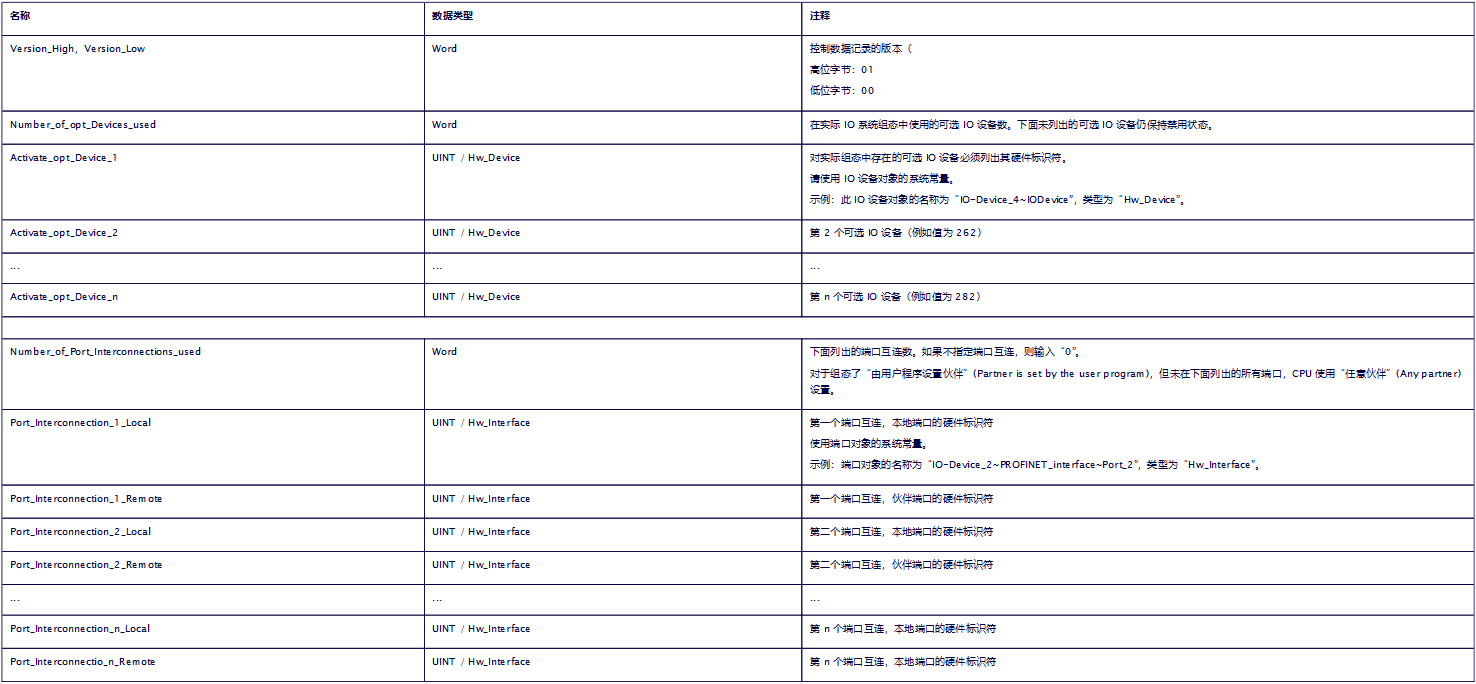 名称 数据类型 注释
Version_High，Version_Low Word 控制数据记录的版本（
高位字节：01
低位字节：00
Number_of_opt_Devices_used Word 在实际 IO 系统组态中使用的可选 IO 设备数。下面未列出的可选 IO 设备仍保持禁用状态。
Activate_opt_Device_1 UINT / Hw_Device 对实际组态中存在的可选 IO 设备必须列出其硬件标识符。
请使用 IO 设备对象的系统常量。
示例：此 IO 设备对象的名称为“IO-Device_4~IODevice”，类型为“Hw_Device”。
Activate_opt_Device_2 UINT / Hw_Device 第 2 个可选 IO 设备（例如值为 262）
... ... ...
Activate_opt_Device_n UINT / Hw_Device 第 n 个可选 IO 设备（例如值为 282）
Number_of_Port_Interconnections_used Word 下面列出的端口互连数。如果不指定端口互连，则输入“0”。
对于组态了“由用户程序设置伙伴”（Partner is set by the user program），但未在下面列出的所有端口，CPU 使用“任意伙伴”（Any partner）
设置。
Port_Interconnection_1_Local UINT / Hw_Interface 第一个端口互连，本地端口的硬件标识符
使用端口对象的系统常量。
示例：端口对象的名称为“IO-Device_2~PROFINET_interface~Port_2”，类型为“Hw_Interface”。
Port_Interconnection_1_Remote UINT / Hw_Interface 第一个端口互连，伙伴端口的硬件标识符
Port_Interconnection_2_Local UINT / Hw_Interface 第二个端口互连，本地端口的硬件标识符
Port_Interconnection_2_Remote UINT / Hw_Interface 第二个端口互连，伙伴端口的硬件标识符
... ... ...
Port_Interconnection_n_Local UINT / Hw_Interface 第 n 个端口互连，本地端口的硬件标识符
Port_Interconnectio_n_Remote UINT / Hw_Interface 第 n 个端口互连，本地端口的硬件标识符